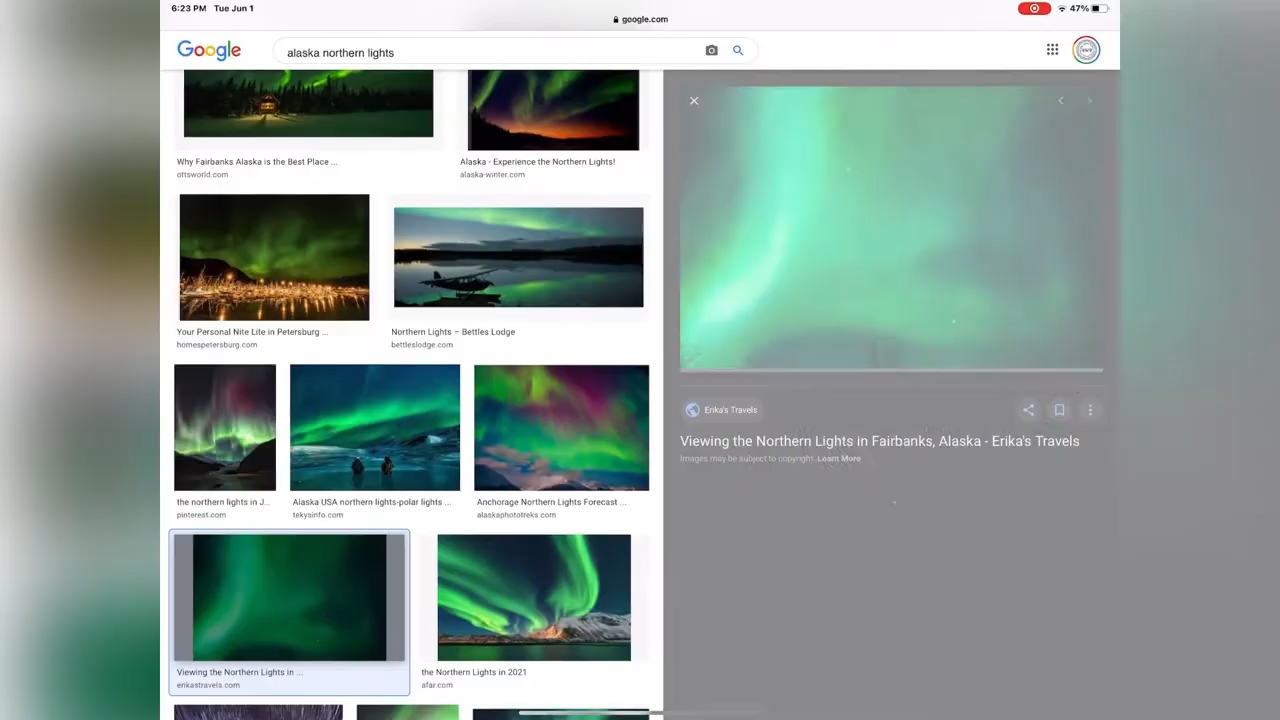 6:23 PM Tue Jun 1
47%
google.com
Google
alaska northern lights
Why Fairbanks Alaska is the Best Place ...
ottsworld.com
Alaska - Experience the Northern Lights!
alaska-winter.com
Your Personal Nite Lite in Petersburg ...
homespetersburg.com
Northern Lights – Bettles Lodge
bettleslodge.com
the northern lights in J...
pinterest.com
Alaska USA northern lights-polar lights ...
tekysinfo.com
Anchorage Northern Lights Forecast ...
alaskaphototreks.com
Viewing the Northern Lights in ...
erikastravels.com
the Northern Lights in 2021
afar.com
Erika's Travels
Viewing the Northern Lights in Fairbanks, Alaska - Erika's Travels
Images may be subject to copyright. Learn More